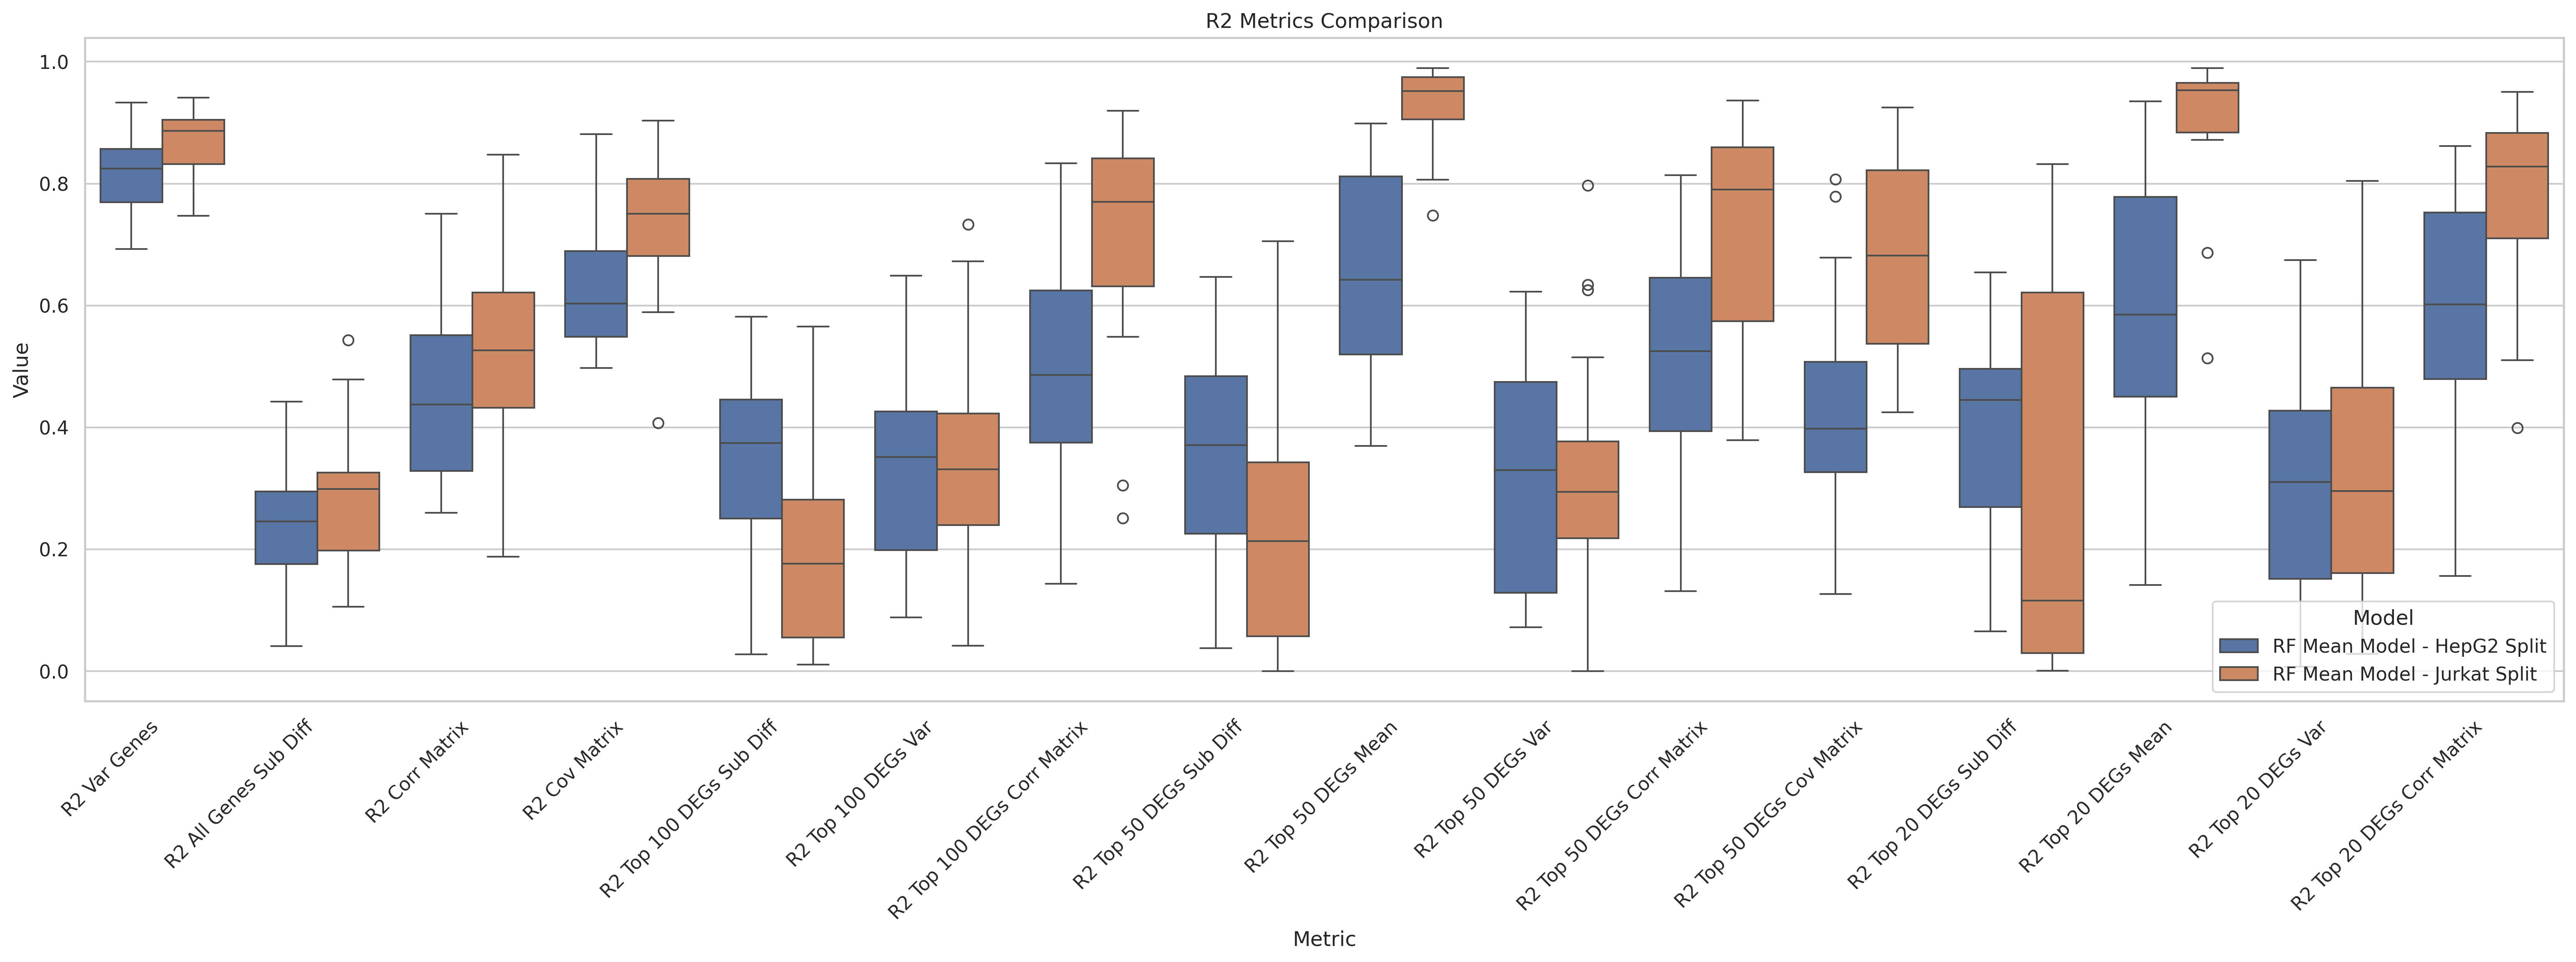 R2 Metrics Comparison
Value
1.0
0.8
0.6
0.4
0.2
0.0
R2 Var Genes
R2 All Genes Sub Diff
R2 Corr Matrix
R2 Cov Matrix
R2 Top 100 DEGs Sub Diff
R2 Top 100 DEGs Var
R2 Top 100 DEGs Corr Matrix
R2 Top 50 DEGs Sub Diff
R2 Top 50 DEGs Mean
R2 Top 50 DEGs Var
R2 Top 50 DEGs Corr Matrix
R2 Top 50 DEGs Cov Matrix
R2 Top 20 DEGs Sub Diff
R2 Top 20 DEGs Mean
R2 Top 20 DEGs Var
R2 Top 20 DEGs Corr Matrix
Metric
Model
RF Mean Model - HepG2 Split
RF Mean Model - Jurkat Split